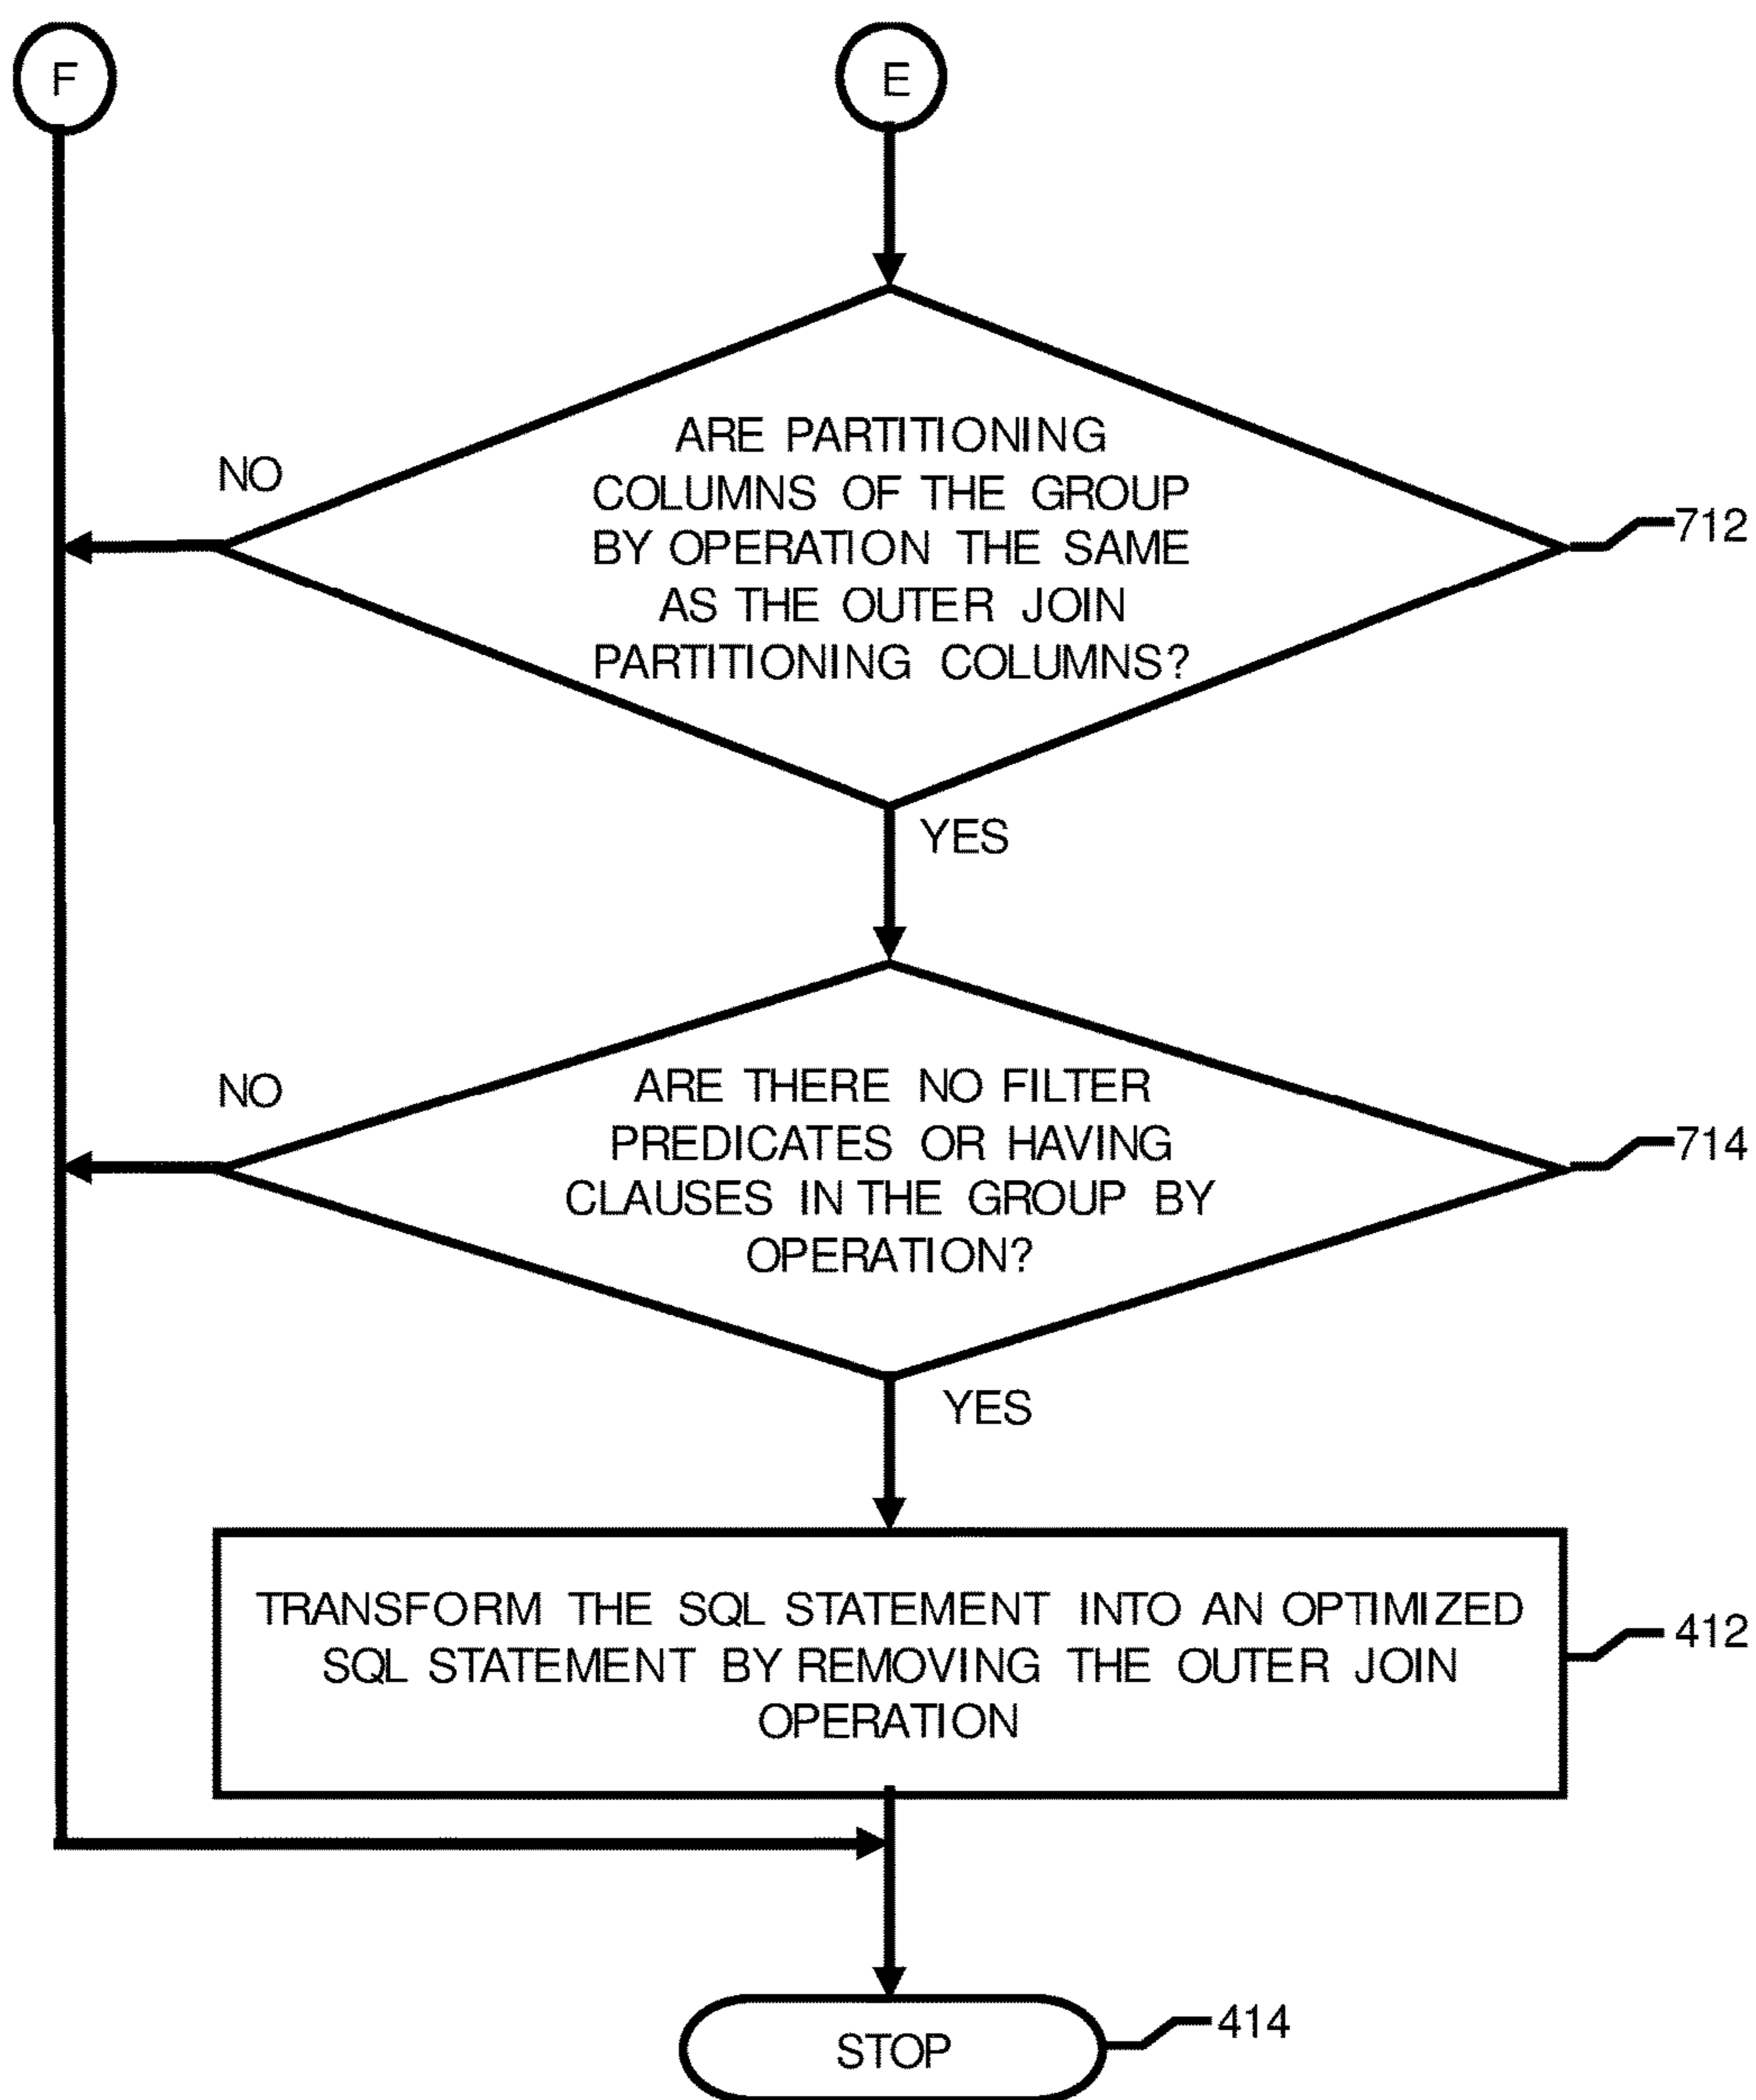 F
E
ARE PARTITIONING
COLUMNS OF THE GROUP
BY OPERATION THE SAME
AS THE OUTER JOIN
PARTITIONING COLUMNS?
NO
712
YES
ARE THERE NO FILTER
PREDICATES OR HAVING
CLAUSES IN THE GROUP BY
OPERATION?
NO
714
YES
TRANSFORM THE SQL STATEMENT INTO AN OPTIMIZED
SQL STATEMENT BY REMOVING THE OUTER JOIN
OPERATION
412
STOP
414